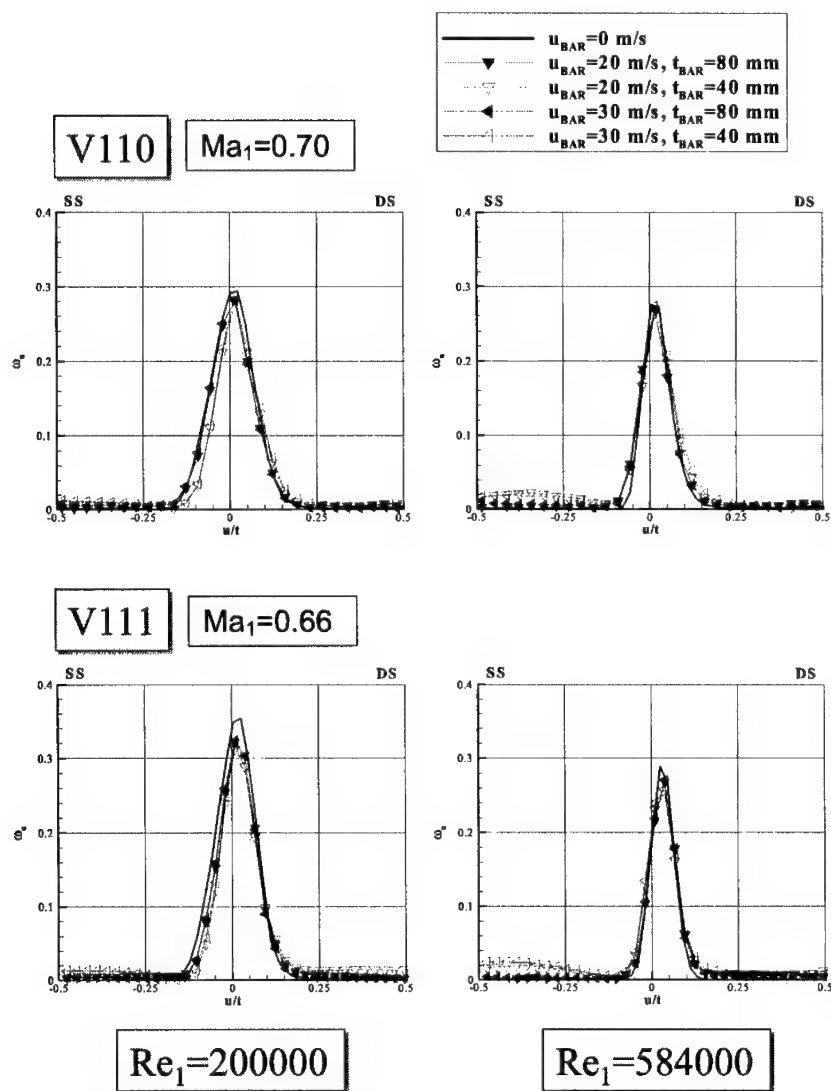 u_BAR=0 m/s
u_BAR=20 m/s, t_BAR=80 mm
u_BAR=20 m/s, t_BAR=40 mm
u_BAR=30 m/s, t_BAR=80 mm
u_BAR=30 m/s, t_BAR=40 mm
V110
Ma₁=0.70
SS DS
0.4
0.3
0.2
0.1
0
ω_u
-0.5 -0.25 0 0.25 0.5
u/t
SS DS
0.4
0.3
0.2
0.1
0
ω_u
-0.5 -0.25 0 0.25 0.5
u/t
V111
Ma₁=0.66
SS DS
0.4
0.3
0.2
0.1
0
ω_u
-0.5 -0.25 0 0.25 0.5
u/t
SS DS
0.4
0.3
0.2
0.1
0
ω_u
-0.5 -0.25 0 0.25 0.5
u/t
Re₁=200000
Re₁=584000